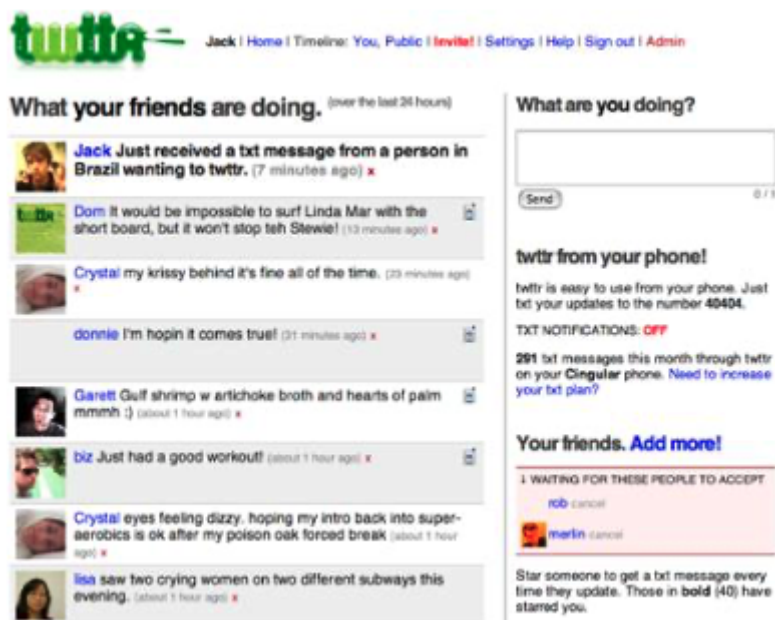 twttr
Jack | Home | Timeline: You, Public | Invite! | Settings | Help | Sign out | Admin
What your friends are doing. (over the last 24 hours)
Jack Just received a txt message from a person in
Brazil wanting to twttr. (7 minutes ago) x
Dom It would be impossible to surf Linda Mar with the
short board, but it won't stop teh Stewie! (13 minutes ago) x
Crystal my krissy behind it's fine all of the time. (23 minutes ago)
x
donnie I'm hopin it comes true! (31 minutes ago) x
Garett Gulf shrimp w artichoke broth and hearts of palm
mmmh :) (about 1 hour ago) x
biz Just had a good workout! (about 1 hour ago) x
Crystal eyes feeling dizzy. hoping my intro back into super-
aerobics is ok after my poison oak forced break (about 1 hour
ago) x
lisa saw two crying women on two different subways this
evening. (about 1 hour ago) x
What are you doing?
Send
0 / 1
twttr from your phone!
twttr is easy to use from your phone. Just
txt your updates to the number 40404.
TXT NOTIFICATIONS: OFF
291 txt messages this month through twttr
on your Cingular phone. Need to increase
your txt plan?
Your friends. Add more!
WAITING FOR THESE PEOPLE TO ACCEPT
rob cancel
merlin cancel
Star someone to get a txt message every
time they update. Those in bold (40) have
starred you.